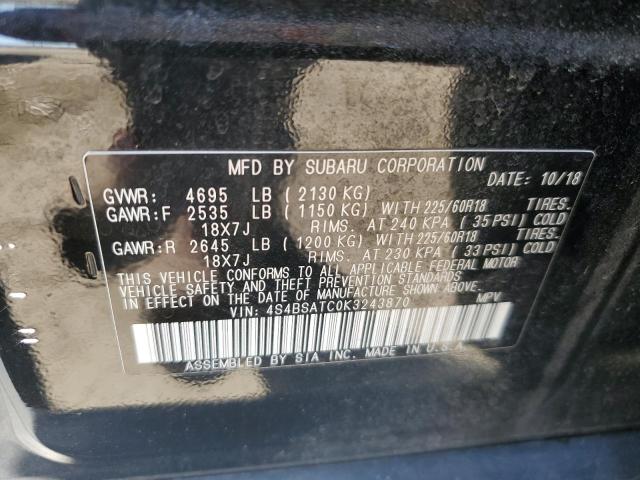 MFD BY SUBARU CORPORATION
DATE: 10/18
GVWR: 4695 LB (2130 KG)
GAWR:F 2535 LB (1150 KG) WITH 225/60R18 TIRES.
18X7J RIMS. AT 240 KPA (35 PSI) COLD
GAWR:R 2645 LB (1200 KG) WITH 225/60R18 TIRES.
18X7J RIMS. AT 230 KPA (33 PSI) COLD
THIS VEHICLE CONFORMS TO ALL APPLICABLE FEDERAL MOTOR
VEHICLE SAFETY AND THEFT PREVENTION STANDARDS
IN EFFECT ON THE DATE OF MANUFACTURE SHOWN ABOVE.
VIN: 4S4BSATC0K3243870 MPV
ASSEMBLED BY SIA INC. MADE IN U.S.A.